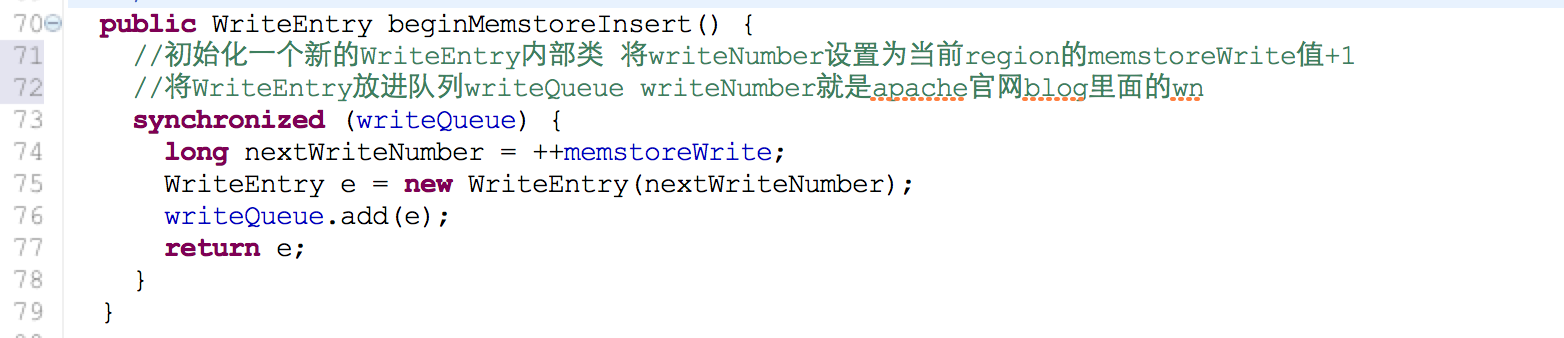 70 public WriteEntry beginMemstoreInsert() {
71 //初始化一个新的WriteEntry内部类 将writeNumber设置为当前region的memstoreWrite值+1
72 //将WriteEntry放进队列writeQueue writeNumber就是apache官网blog里面的wn
73 synchronized (writeQueue) {
74 long nextWriteNumber = ++memstoreWrite;
75 WriteEntry e = new WriteEntry(nextWriteNumber);
76 writeQueue.add(e);
77 return e;
78 }
79 }